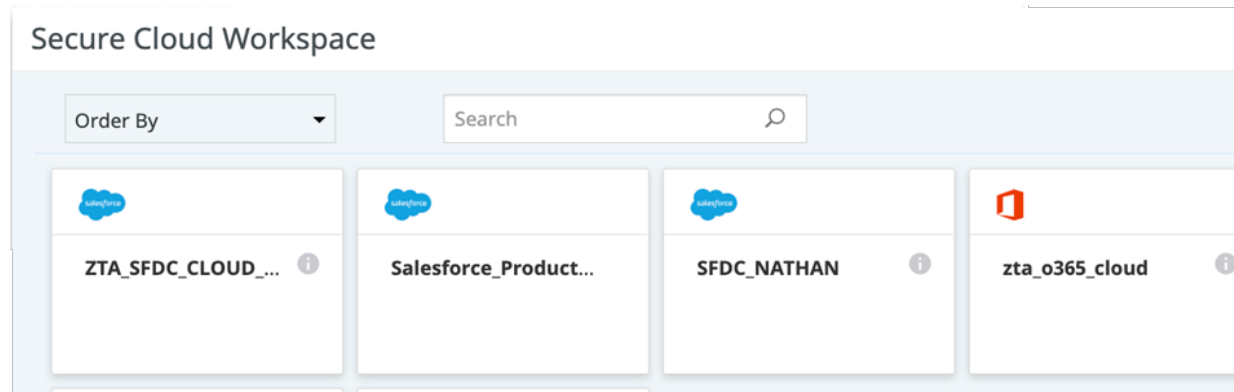 Secure Cloud Workspace
Order By
Search
salesforce
salesforce
salesforce
ZTA_SFDC_CLOUD_...
Salesforce_Product...
SFDC_NATHAN
zta_o365_cloud